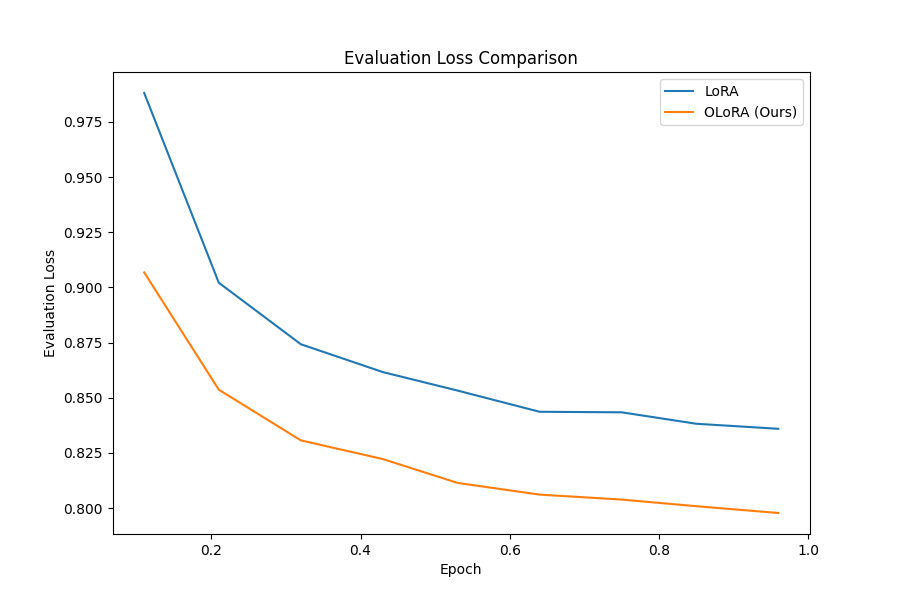 Evaluation Loss Comparison
LoRA
OLoRA (Ours)
0.975
0.950
0.925
0.900
0.875
0.850
0.825
0.800
Evaluation Loss
0.2 0.4 0.6 0.8 1.0
Epoch